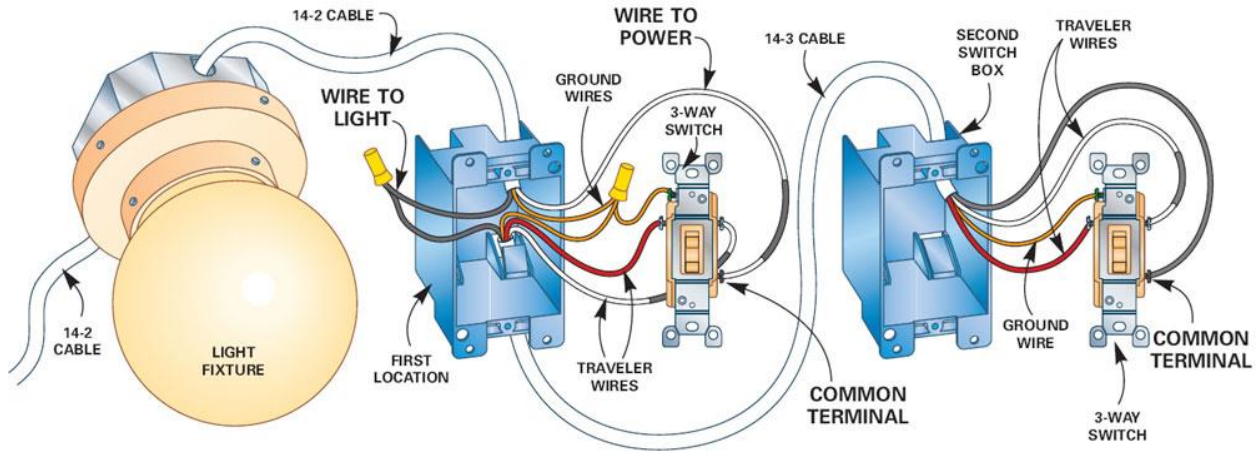 14-2 CABLE
WIRE TO
POWER
14-3 CABLE
SECOND
SWITCH
BOX
TRAVELER
WIRES
WIRE TO
LIGHT
GROUND
WIRES
3-WAY
SWITCH
14-2
CABLE
LIGHT
FIXTURE
FIRST
LOCATION
TRAVELER
WIRES
COMMON
TERMINAL
GROUND
WIRE
COMMON
TERMINAL
3-WAY
SWITCH